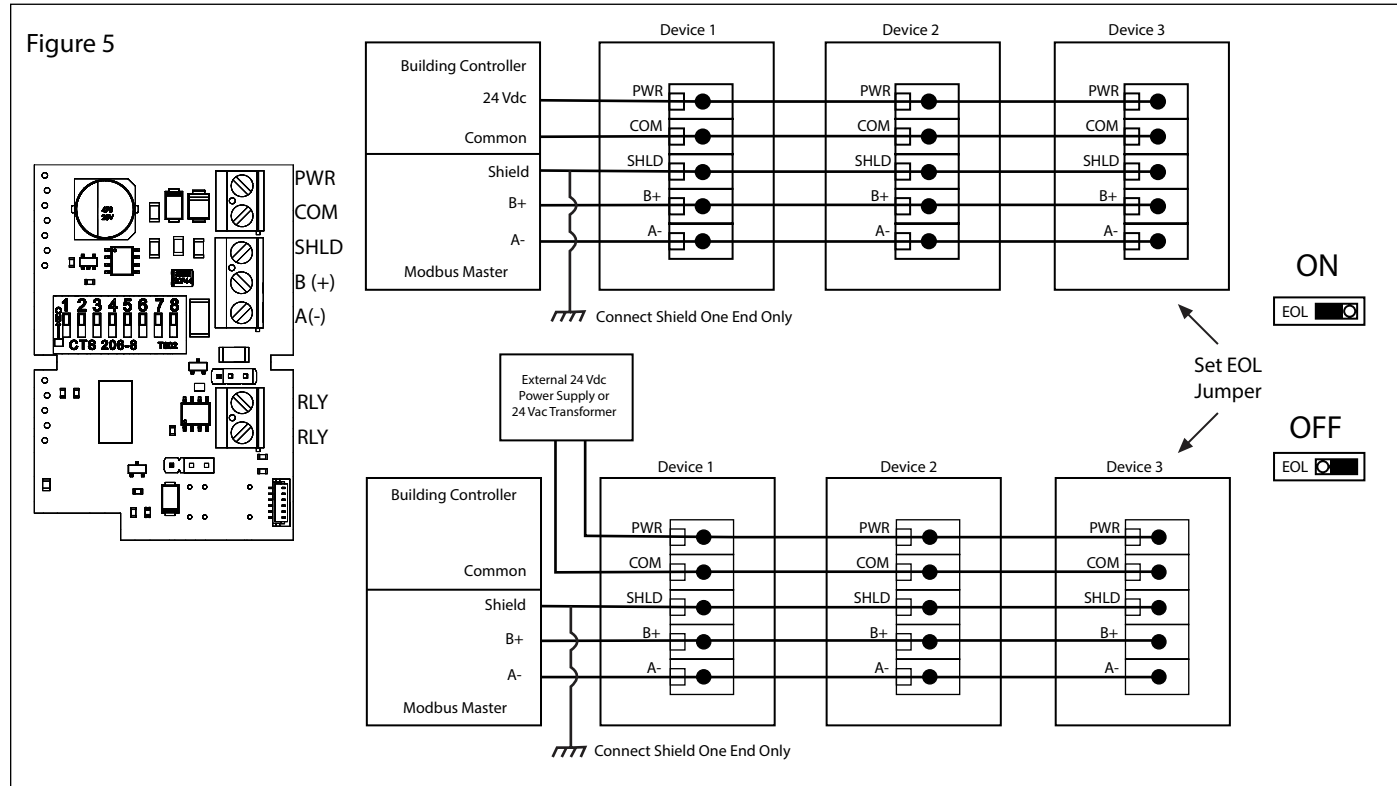 Figure 5
PWR
COM
SHLD
B (+)
A(-)
RLY
RLY
1 2 3 4 5 6 7 8
CTS 206-8
Building Controller
24 Vdc
Common
Shield
B+
A-
Modbus Master
Connect Shield One End Only
Device 1
PWR
COM
SHLD
B+
A-
Device 2
PWR
COM
SHLD
B+
A-
Device 3
PWR
COM
SHLD
B+
A-
ON
EOL
Set EOL
Jumper
OFF
EOL
External 24 Vdc
Power Supply or
24 Vac Transformer
Building Controller
Common
Shield
B+
A-
Modbus Master
Connect Shield One End Only
Device 1
PWR
COM
SHLD
B+
A-
Device 2
PWR
COM
SHLD
B+
A-
Device 3
PWR
COM
SHLD
B+
A-